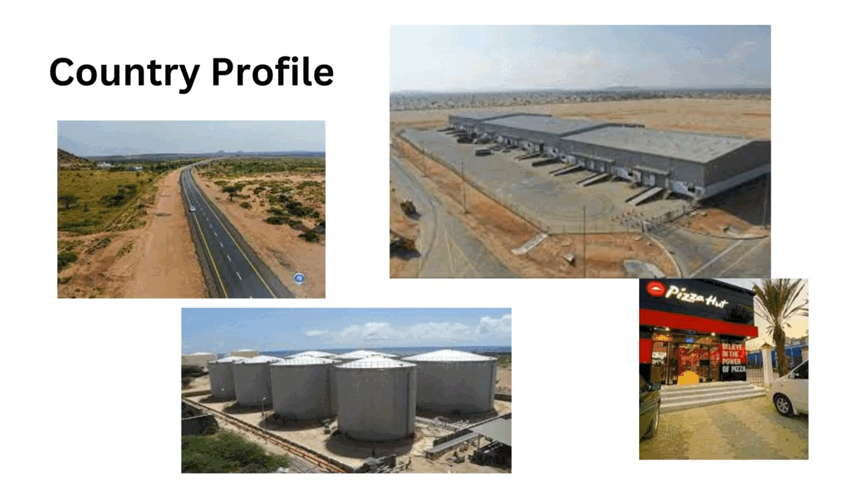 Country Profile
Pizza Hut
BELIEVE
IN THE
POWER
OF PIZZA